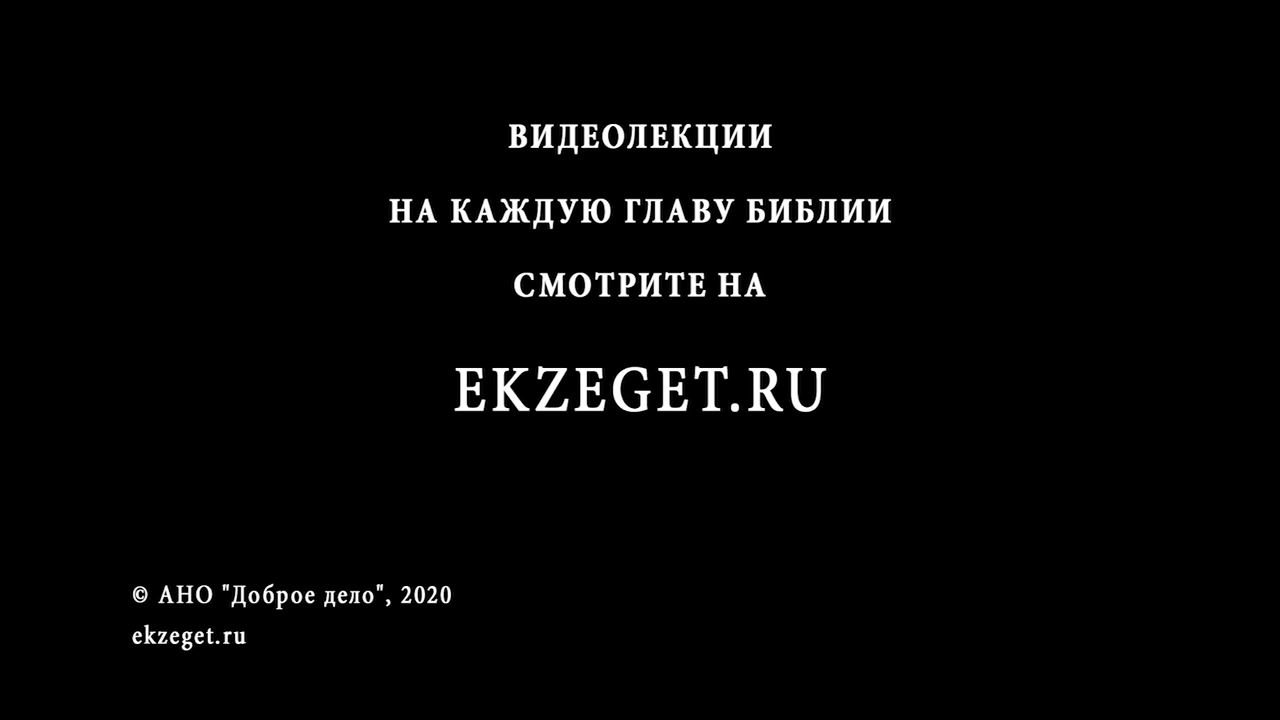 ВИДЕОЛЕКЦИИ
НА КАЖДУЮ ГЛАВУ БИБЛИИ
СМОТРИТЕ НА
EKZEGET.RU
© АНО "Доброе дело", 2020
ekzeget.ru